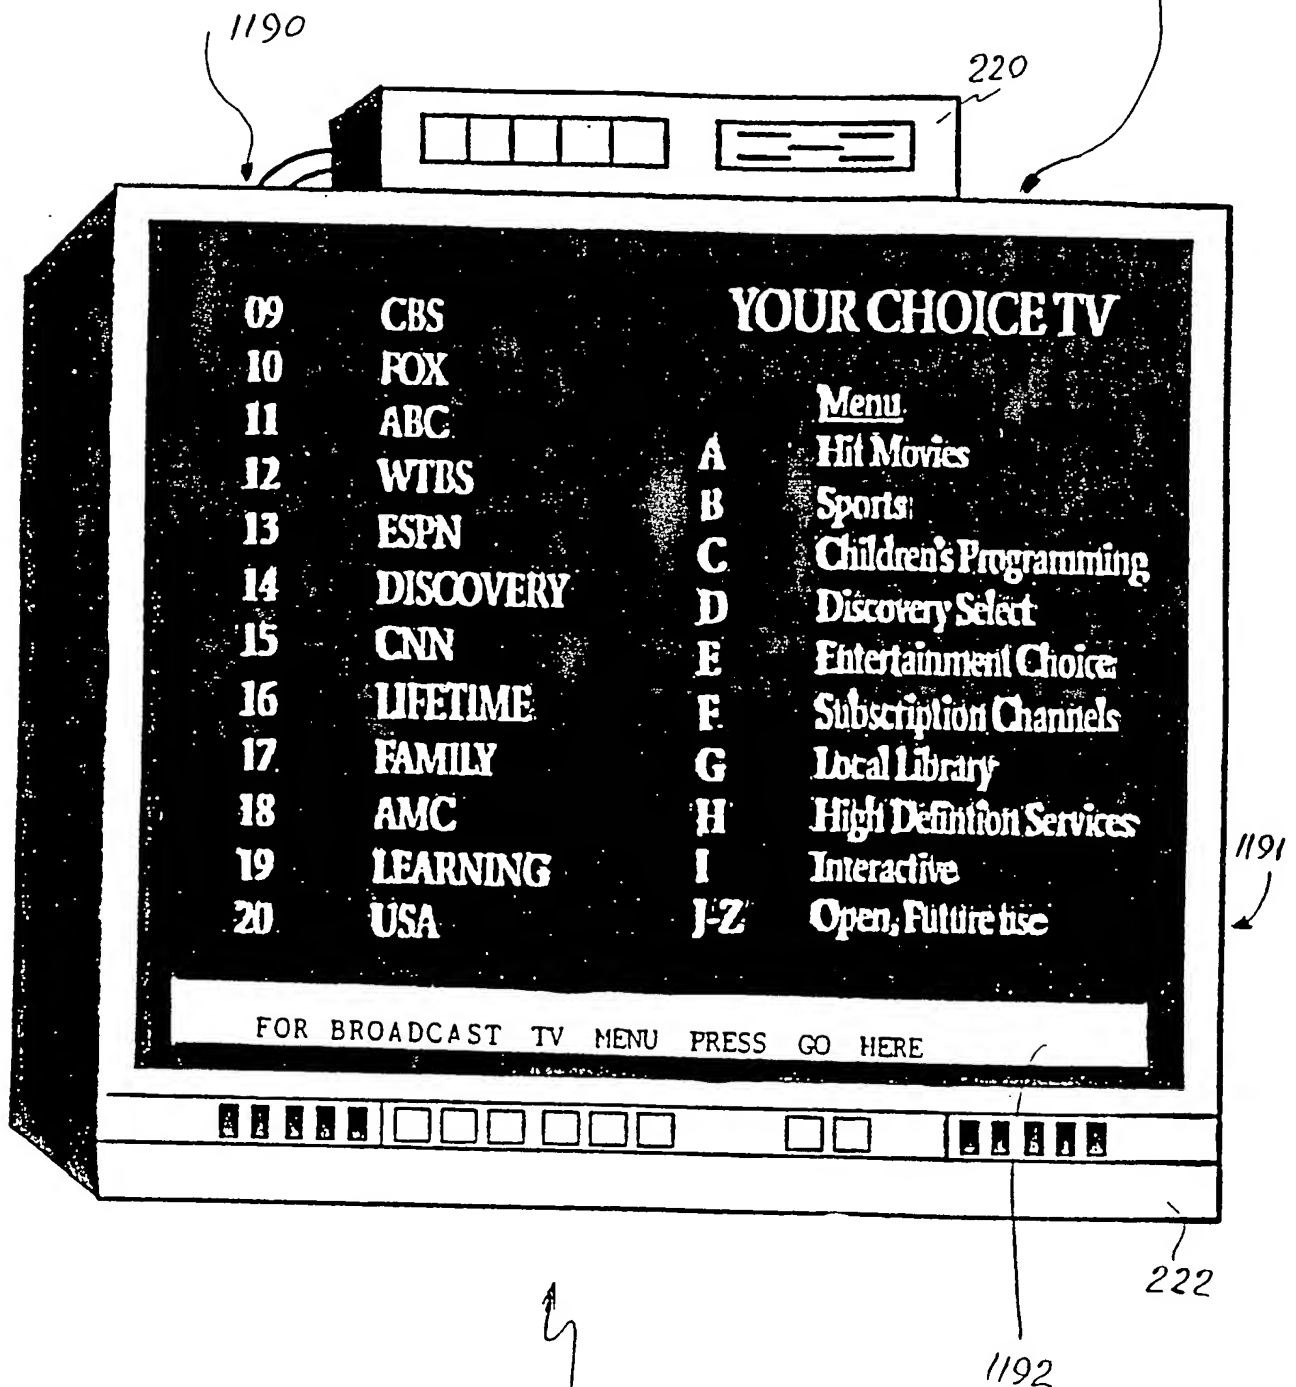 1190
220
09 CBS
10 FOX
11 ABC
12 WTBS
13 ESPN
14 DISCOVERY
15 CNN
16 LIFETIME
17 FAMILY
18 AMC
19 LEARNING
20 USA
YOUR CHOICE TV
Menu
A Hit Movies
B Sports
C Children's Programming
D Discovery Select
E Entertainment Choice
F Subscription Channels
G Local Library
H High Defintion Services
I Interactive
J-Z Open, Future use
1191
FOR BROADCAST TV MENU PRESS GO HERE
222
1192